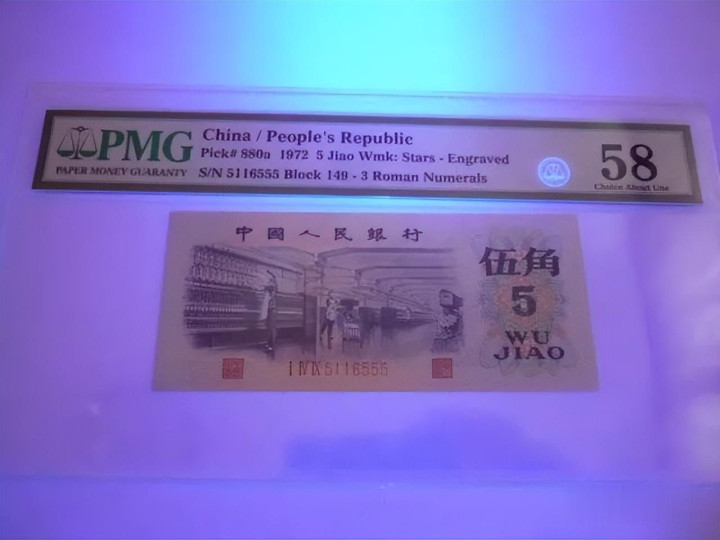 PMG
PAPER MONEY GUARANTY
China / People's Republic
Pick# 880a 1972 5 Jiao Wmk: Stars - Engraved
S/N 5116555 Block 149 - 3 Roman Numerals
58
Choice About Unc
中國人民銀行
伍角
5
WU
JIAO
I IV IX 5116555